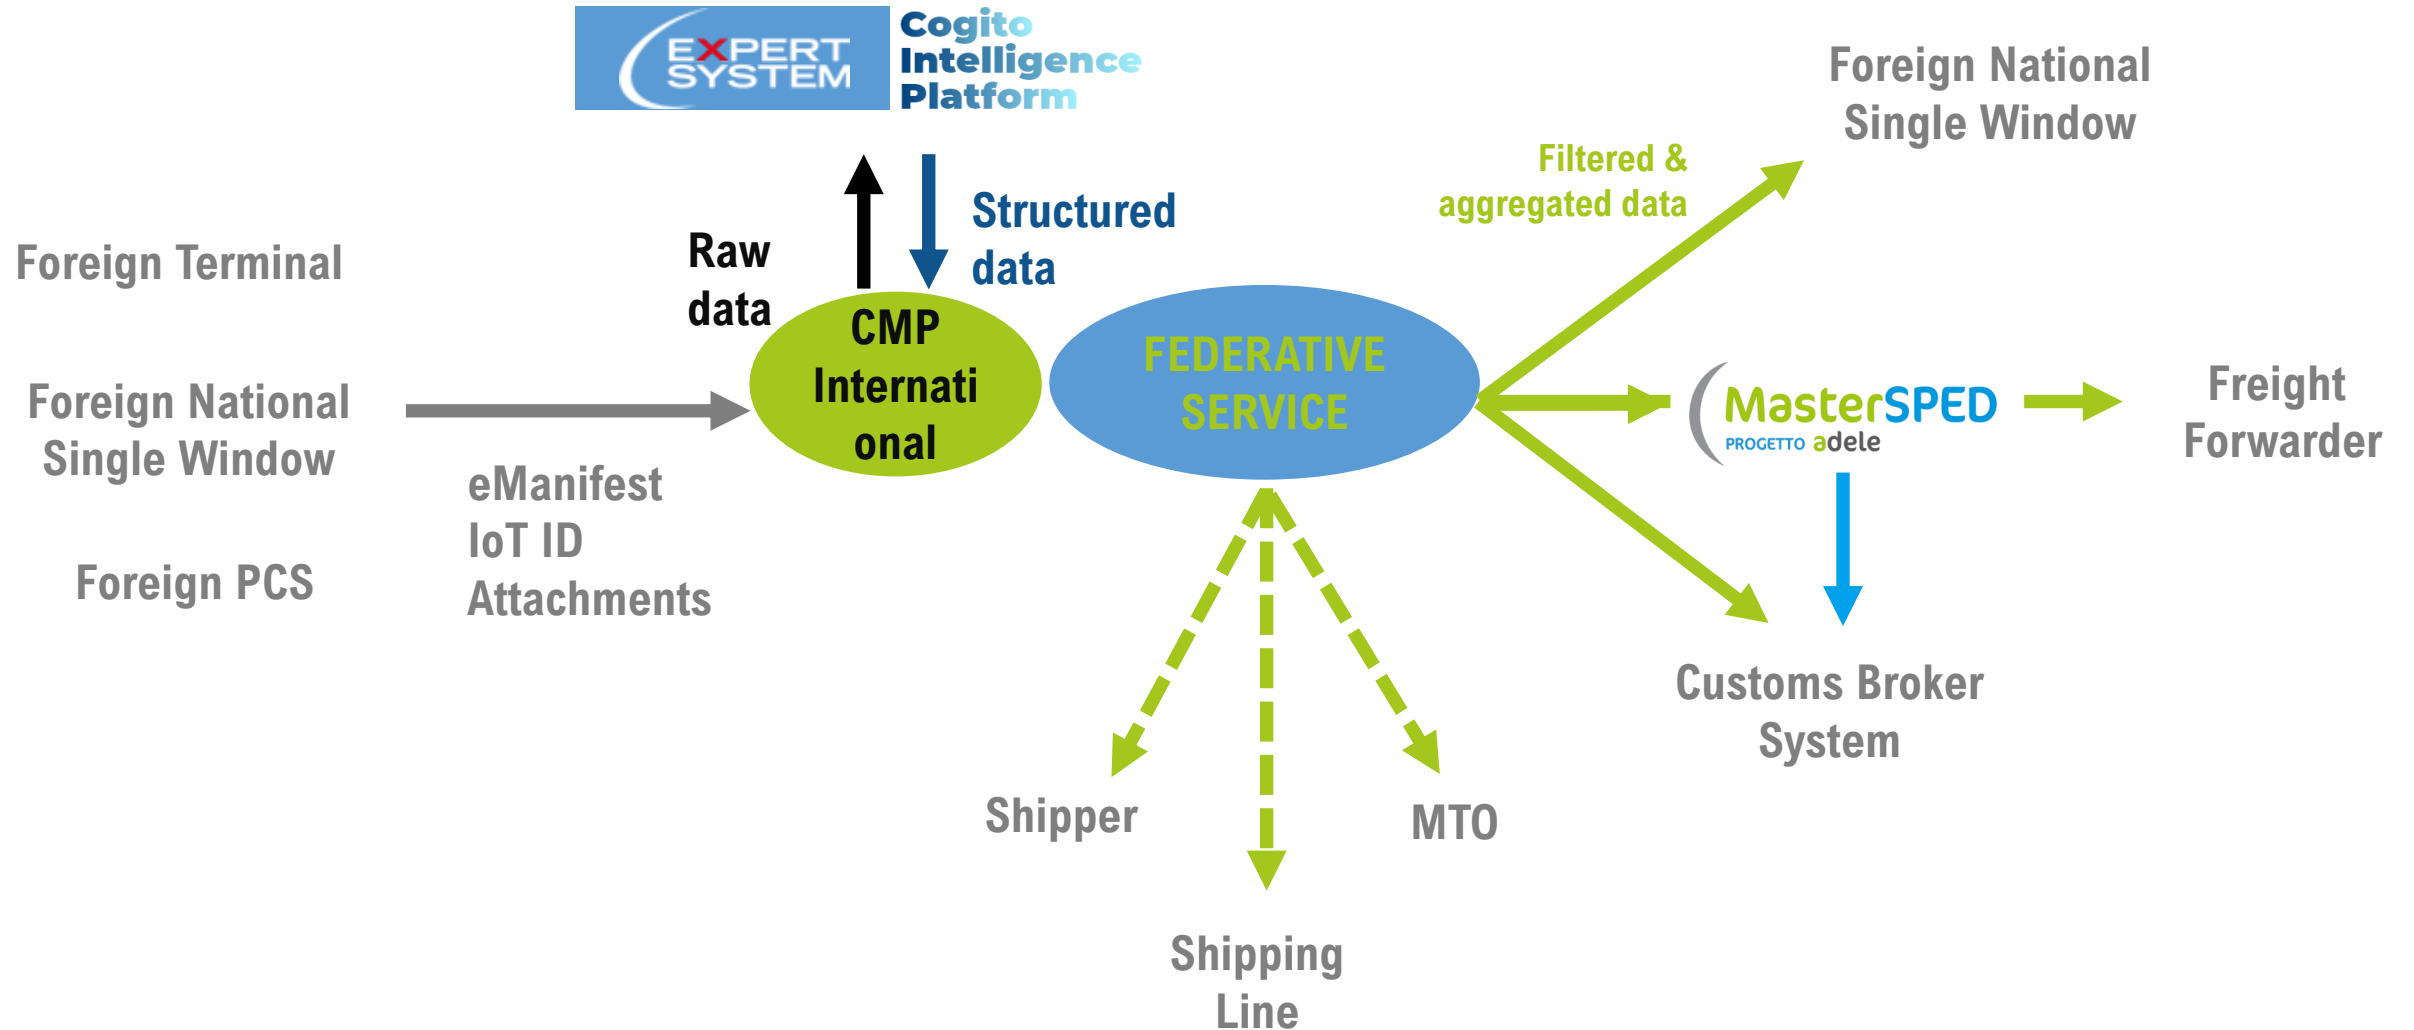 EXPERT
SYSTEM
Cogito
Intelligence
Platform
Foreign National
Single Window
Filtered &
aggregated data
Structured
data
Raw
data
Foreign Terminal
Foreign National
Single Window
Foreign PCS
eManifest
IoT ID
Attachments
CMP
Internati
onal
FEDERATIVE
SERVICE
MasterSPED
PROGETTO adele
Freight
Forwarder
Customs Broker
System
Shipper
MTO
Shipping
Line